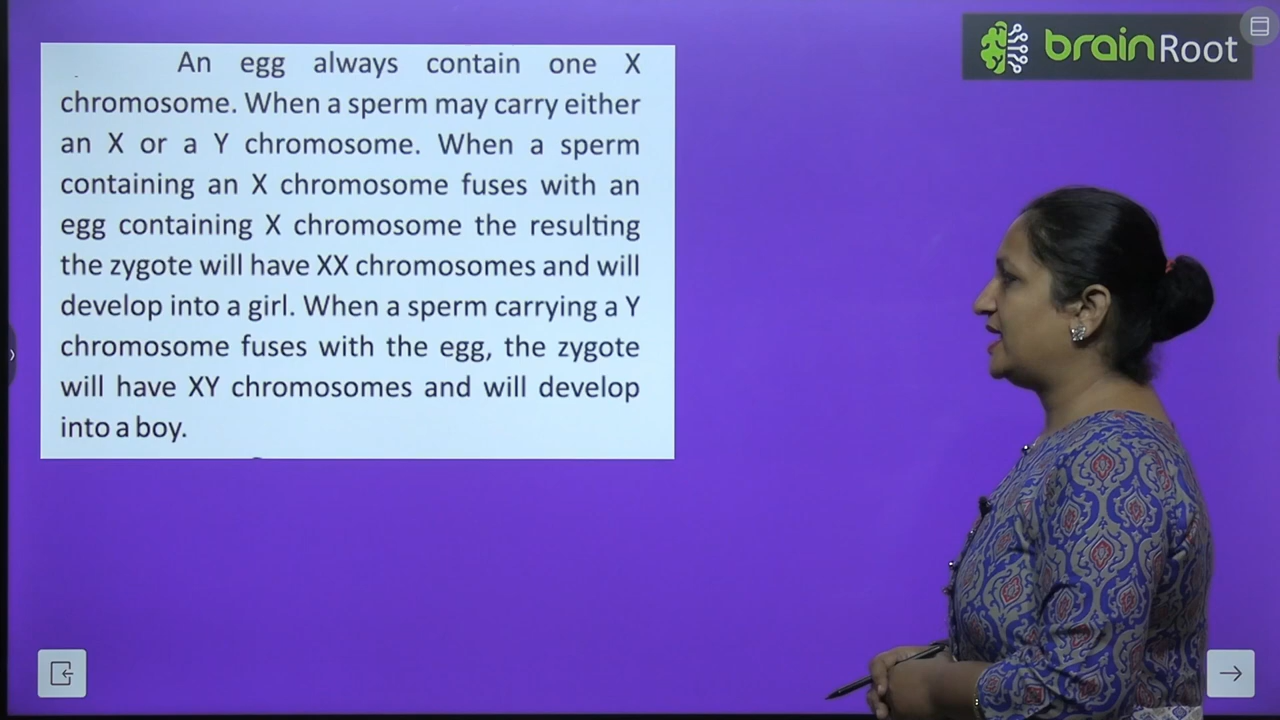 brainRoot
An egg always contain one X
chromosome. When a sperm may carry either
an X or a Y chromosome. When a sperm
containing an X chromosome fuses with an
egg containing X chromosome the resulting
the zygote will have XX chromosomes and will
develop into a girl. When a sperm carrying a Y
chromosome fuses with the egg, the zygote
will have XY chromosomes and will develop
into a boy.